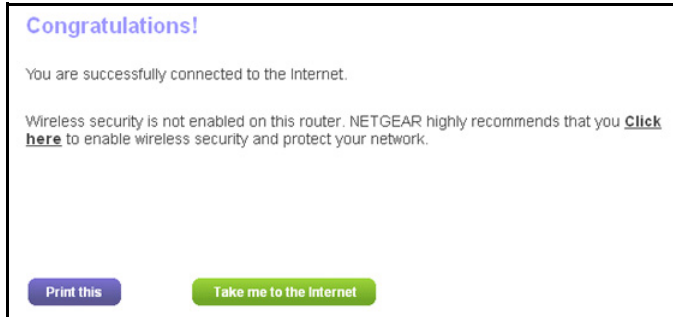 Congratulations!
You are successfully connected to the Internet.
Wireless security is not enabled on this router. NETGEAR highly recommends that you Click
here to enable wireless security and protect your network.
Print this
Take me to the Internet